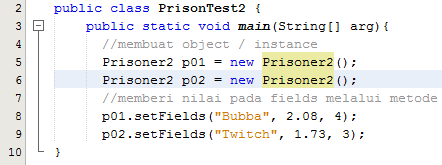 2 public class PrisonTest2 {
3 public static void main(String[] arg){
4 //membuat object / instance
5 Prisoner2 p01 = new Prisoner2();
6 Prisoner2 p02 = new Prisoner2();
7 //memberi nilai pada fields melalui metode
8 p01.setFields("Bubba", 2.08, 4);
9 p02.setFields("Twitch", 1.73, 3);
10 }